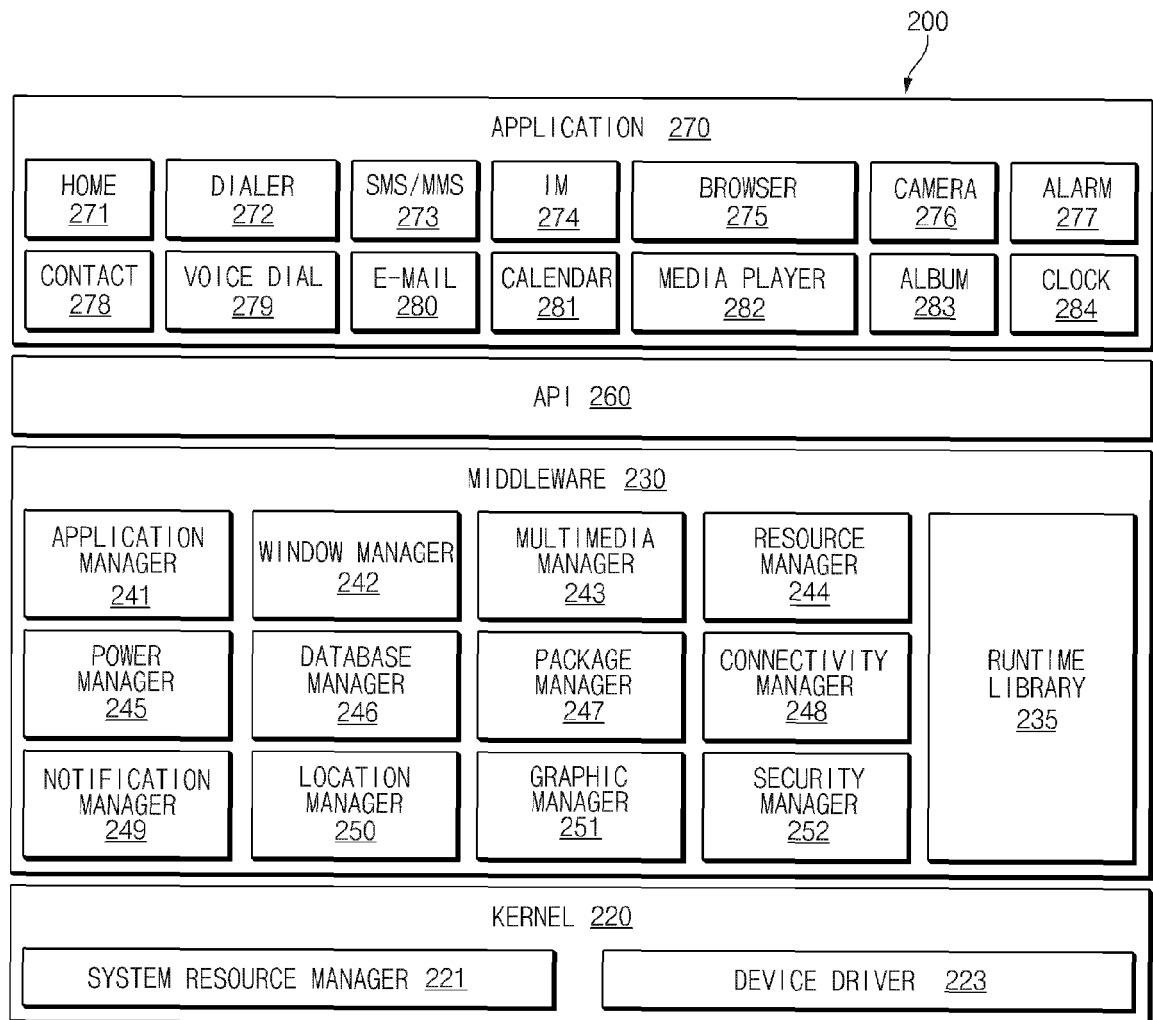 200
APPLICATION 270
HOME
271
DIALER
272
SMS/MMS
273
IM
274
BROWSER
275
CAMERA
276
ALARM
277
CONTACT
278
VOICE DIAL
279
E-MAIL
280
CALENDAR
281
MEDIA PLAYER
282
ALBUM
283
CLOCK
284
API 260
MIDDLEWARE 230
APPLICATION
MANAGER
241
WINDOW MANAGER
242
MULTIMEDIA
MANAGER
243
RESOURCE
MANAGER
244
POWER
MANAGER
245
DATABASE
MANAGER
246
PACKAGE
MANAGER
247
CONNECTIVITY
MANAGER
248
NOTIFICATION
MANAGER
249
LOCATION
MANAGER
250
GRAPHIC
MANAGER
251
SECURITY
MANAGER
252
RUNTIME
LIBRARY
235
KERNEL 220
SYSTEM RESOURCE MANAGER 221
DEVICE DRIVER 223